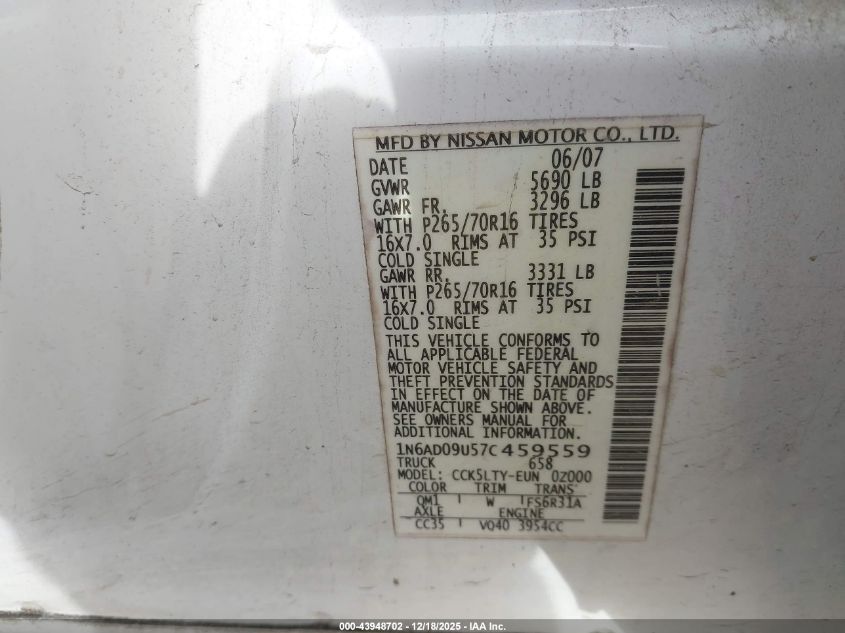 MFD BY NISSAN MOTOR CO., LTD.
DATE 06/07
GVWR 5690 LB
GAWR FR. 3296 LB
WITH P265/70R16 TIRES
16X7.0 RIMS AT 35 PSI
COLD SINGLE
GAWR RR. 3331 LB
WITH P265/70R16 TIRES
16X7.0 RIMS AT 35 PSI
COLD SINGLE
THIS VEHICLE CONFORMS TO
ALL APPLICABLE FEDERAL
MOTOR VEHICLE SAFETY AND
THEFT PREVENTION STANDARDS
IN EFFECT ON THE DATE OF
MANUFACTURE SHOWN ABOVE.
SEE OWNERS MANUAL FOR
ADDITIONAL INFORMATION.
1N6AD09U57C459559
TRUCK 658
MODEL: CCK5LTY-EUN 0Z000
COLOR TRIM TRANS
QM1 W FS6R31A
AXLE ENGINE
CC35 VQ40 3954CC
000-43948702 - 12/18/2025 - IAA Inc.